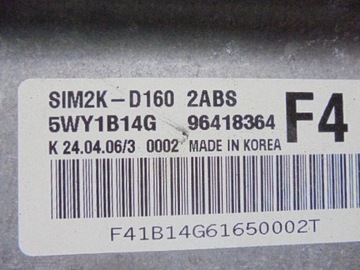 SIM2K-D160 2ABS
5WY1B14G 96418364 F4
K 24.04.06/3 0002 MADE IN KOREA
F41B14G61650002T